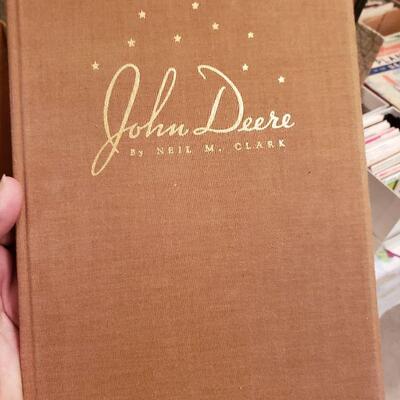 John Deere
By NEIL M. CLARK